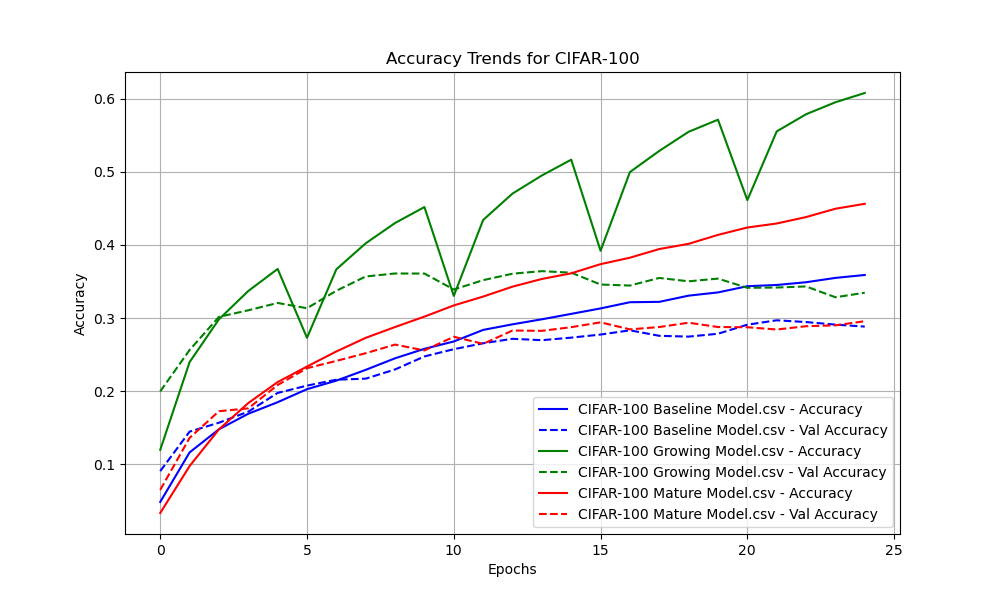 Accuracy Trends for CIFAR-100
Accuracy
0.6
0.5
0.4
0.3
0.2
0.1
CIFAR-100 Baseline Model.csv - Accuracy
CIFAR-100 Baseline Model.csv - Val Accuracy
CIFAR-100 Growing Model.csv - Accuracy
CIFAR-100 Growing Model.csv - Val Accuracy
CIFAR-100 Mature Model.csv - Accuracy
CIFAR-100 Mature Model.csv - Val Accuracy
0 5 10 15 20 25
Epochs